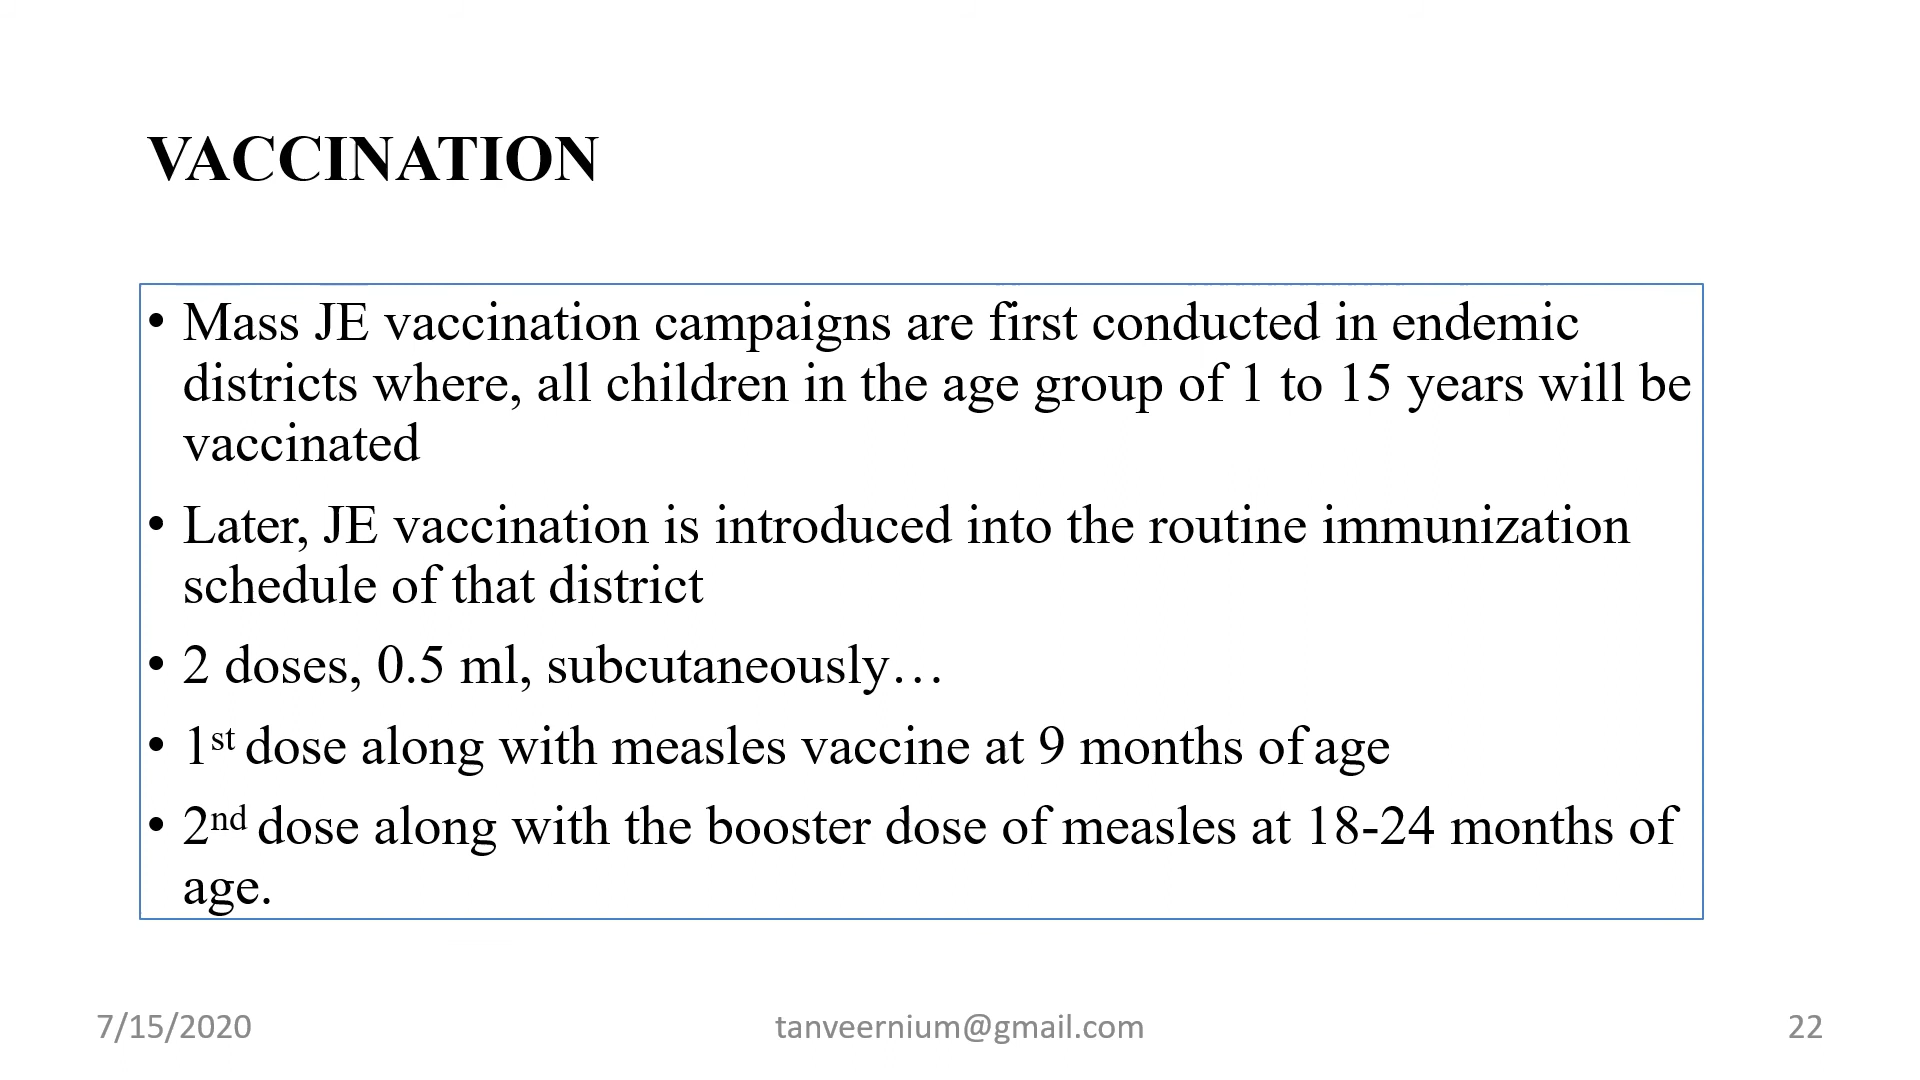 VACCINATION
• Mass JE vaccination campaigns are first conducted in endemic
districts where, all children in the age group of 1 to 15 years will be
vaccinated
• Later, JE vaccination is introduced into the routine immunization
schedule of that district
• 2 doses, 0.5 ml, subcutaneously…
• 1st dose along with measles vaccine at 9 months of age
• 2nd dose along with the booster dose of measles at 18-24 months of
age.
7/15/2020
tanveernium@gmail.com
22